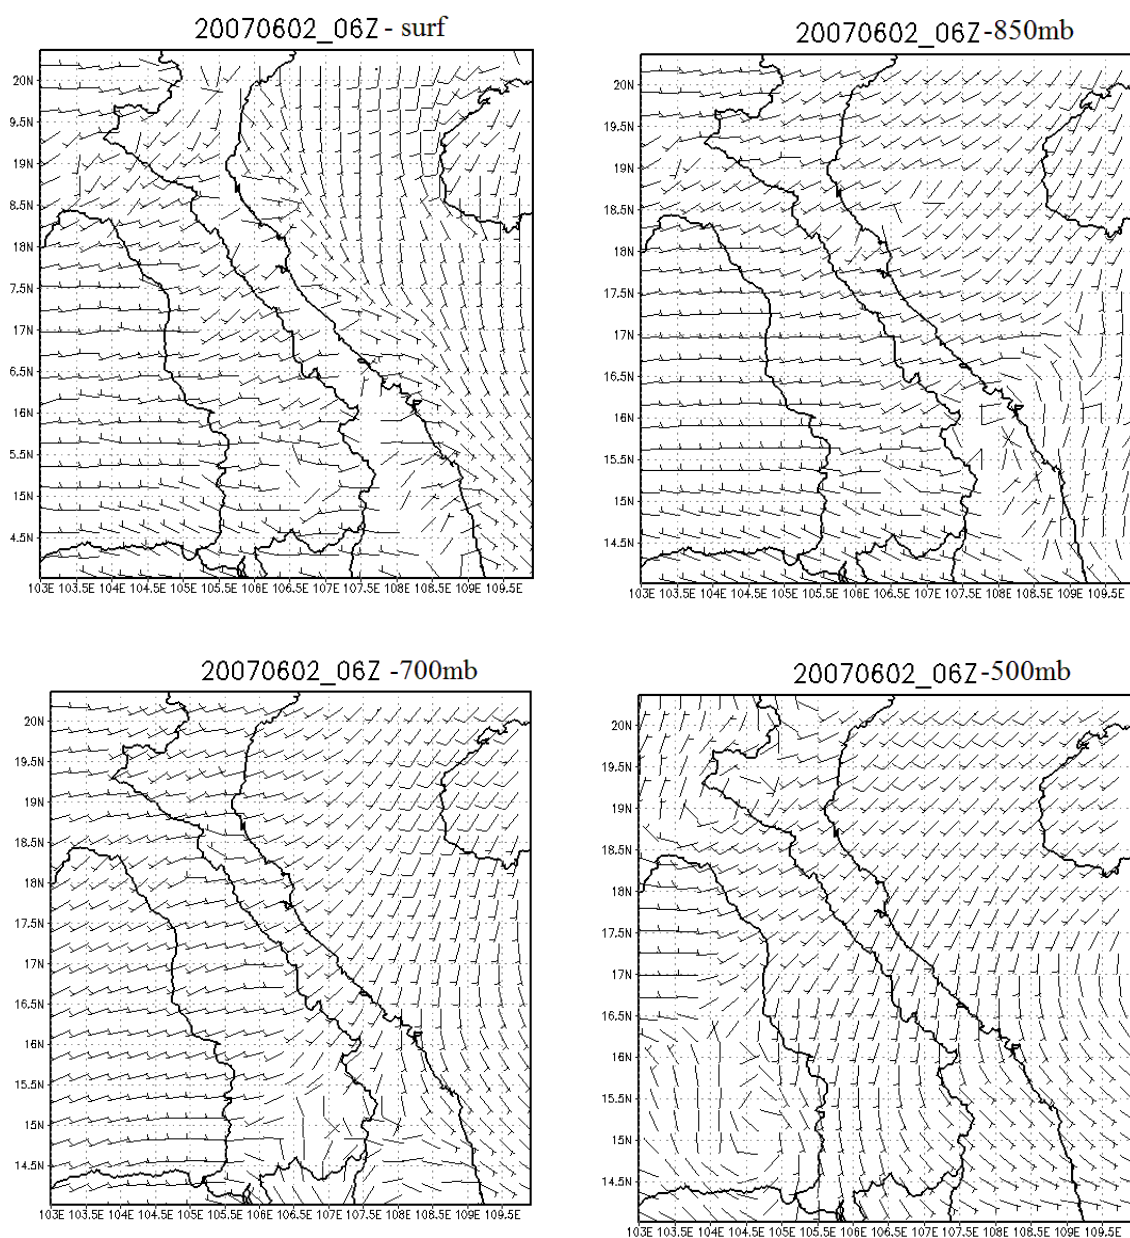 20070602_06Z - surf
20N
9.5N
19N
8.5N
18N
7.5N
17N
6.5N
16N
5.5N
15N
4.5N
103E 103.5E 104E 104.5E 105E 105.5E 106E 106.5E 107E 107.5E 108E 108.5E 109E 109.5E
20070602_06Z-850mb
20N
19.5N
19N
18.5N
18N
17.5N
17N
16.5N
16N
15.5N
15N
14.5N
103E 103.5E 104E 104.5E 105E 105.5E 106E 106.5E 107E 107.5E 108E 108.5E 109E 109.5E
20070602_06Z -700mb
20N
19.5N
19N
18.5N
18N
17.5N
17N
16.5N
16N
15.5N
15N
14.5N
103E 103.5E 104E 104.5E 105E 105.5E 106E 106.5E 107E 107.5E 108E 108.5E 109E 109.5E
20070602_06Z-500mb
20N
19.5N
19N
18.5N
18N
17.5N
17N
16.5N
16N
15.5N
15N
14.5N
103E 103.5E 104E 104.5E 105E 105.5E 106E 106.5E 107E 107.5E 108E 108.5E 109E 109.5E